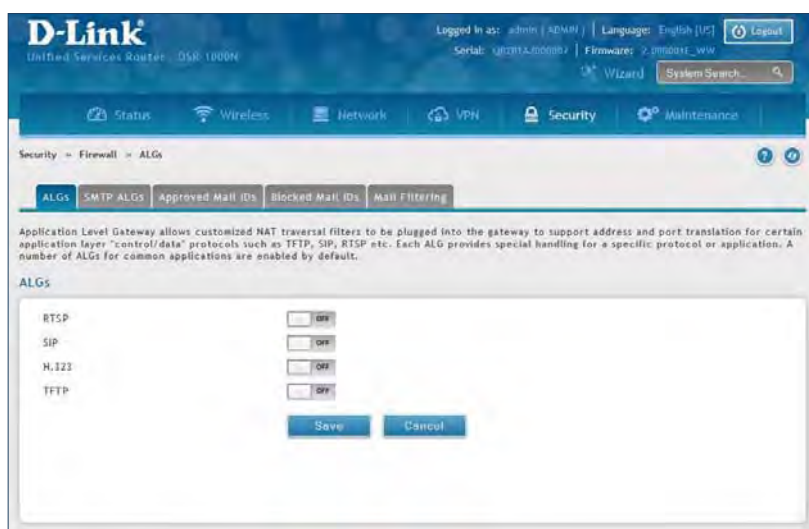 D-Link
Logged in as: admin ( ADMIN ) | Language: English [US]
Logout
Unified Services Router - DSR-1000N
Serial: | Firmware:
Wizard
System Search...
Status
Wireless
Network
VPN
Security
Maintenance
Security » Firewall » ALGs
ALGs
SMTP ALGs
Approved Mail IDs
Blocked Mail IDs
Mail Filtering
Application Level Gateway allows customized NAT traversal filters to be plugged into the gateway to support address and port translation for certain
application layer "control/data" protocols such as TFTP, SIP, RTSP etc. Each ALG provides special handling for a specific protocol or application. A
number of ALGs for common applications are enabled by default.
ALGs
RTSP
OFF
SIP
OFF
H.323
OFF
TFTP
OFF
Save
Cancel